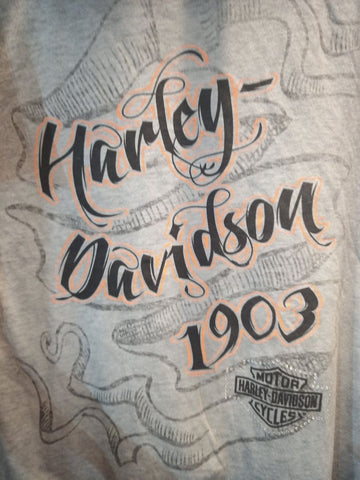 Harley-
Davidson
1903
MOTOR
HARLEY-DAVIDSON
CYCLES